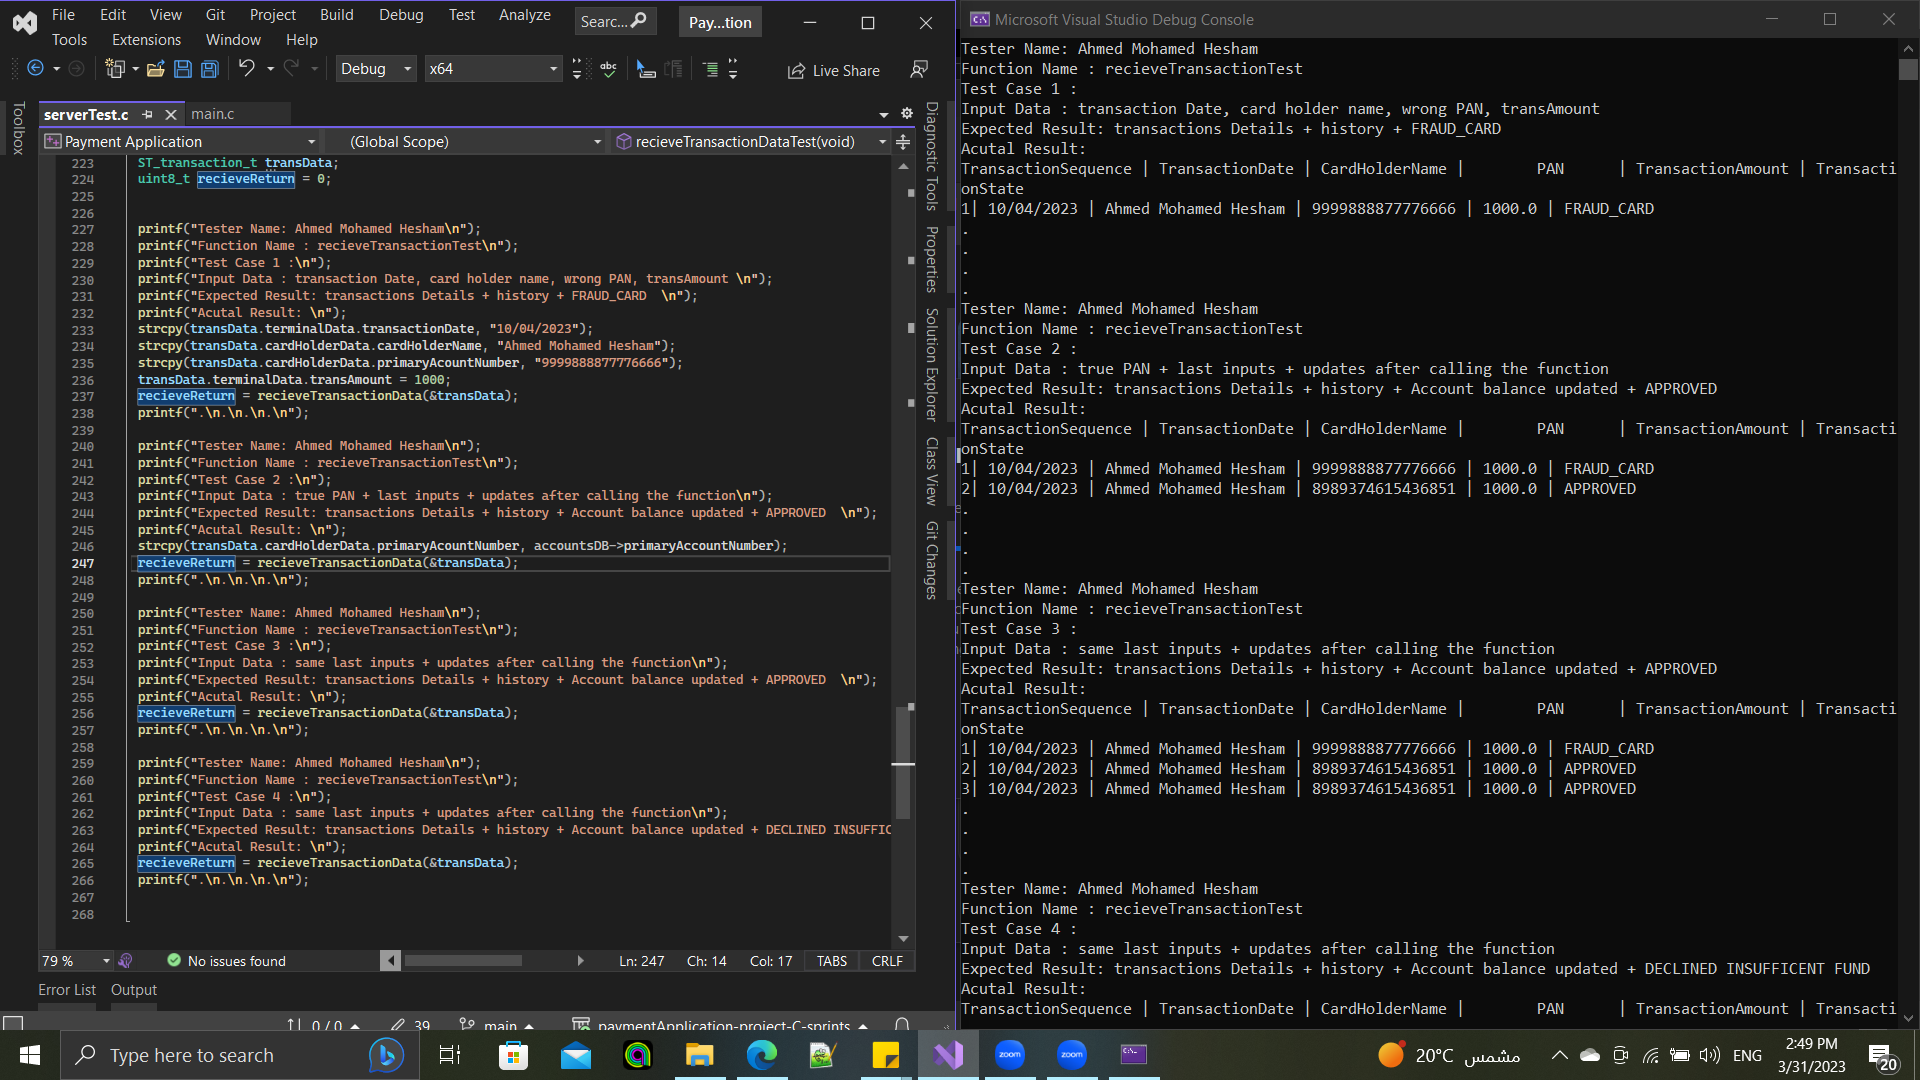 File Edit View Git Project Build Debug Test Analyze Searc... Pay...tion
Tools Extensions Window Help
Debug x64 Live Share
Toolbox
serverTest.c main.c
Payment Application (Global Scope) recieveTransactionDataTest(void)
223 ST_transaction_t transData;
224 uint8_t recieveReturn = 0;
225
226
227 printf("Tester Name: Ahmed Mohamed Hesham\n");
228 printf("Function Name : recieveTransactionTest\n");
229 printf("Test Case 1 :\n");
230 printf("Input Data : transaction Date, card holder name, wrong PAN, transAmount \n");
231 printf("Expected Result: transactions Details + history + FRAUD_CARD  \n");
232 printf("Acutal Result: \n");
233 strcpy(transData.terminalData.transactionDate, "10/04/2023");
234 strcpy(transData.cardHolderData.cardHolderName, "Ahmed Mohamed Hesham");
235 strcpy(transData.cardHolderData.primaryAcountNumber, "9999888877776666");
236 transData.terminalData.transAmount = 1000;
237 recieveReturn = recieveTransactionData(&transData);
238 printf(".\n.\n.\n.\n");
239
240 printf("Tester Name: Ahmed Mohamed Hesham\n");
241 printf("Function Name : recieveTransactionTest\n");
242 printf("Test Case 2 :\n");
243 printf("Input Data : true PAN + last inputs + updates after calling the function\n");
244 printf("Expected Result: transactions Details + history + Account balance updated + APPROVED  \n");
245 printf("Acutal Result: \n");
246 strcpy(transData.cardHolderData.primaryAcountNumber, accountsDB->primaryAccountNumber);
247 recieveReturn = recieveTransactionData(&transData);
248 printf(".\n.\n.\n.\n");
249
250 printf("Tester Name: Ahmed Mohamed Hesham\n");
251 printf("Function Name : recieveTransactionTest\n");
252 printf("Test Case 3 :\n");
253 printf("Input Data : same last inputs + updates after calling the function\n");
254 printf("Expected Result: transactions Details + history + Account balance updated + APPROVED  \n");
255 printf("Acutal Result: \n");
256 recieveReturn = recieveTransactionData(&transData);
257 printf(".\n.\n.\n.\n");
258
259 printf("Tester Name: Ahmed Mohamed Hesham\n");
260 printf("Function Name : recieveTransactionTest\n");
261 printf("Test Case 4 :\n");
262 printf("Input Data : same last inputs + updates after calling the function\n");
263 printf("Expected Result: transactions Details + history + Account balance updated + DECLINED INSUFFIC
264 printf("Acutal Result: \n");
265 recieveReturn = recieveTransactionData(&transData);
266 printf(".\n.\n.\n.\n");
267
268
Diagnostic Tools
Properties
Solution Explorer
Class View
Git Changes
79 % No issues found Ln: 247 Ch: 14 Col: 17 TABS CRLF
Error List Output
0 / 0 39 main paymentApplication-project-C-sprints
Microsoft Visual Studio Debug Console
Tester Name: Ahmed Mohamed Hesham
Function Name : recieveTransactionTest
Test Case 1 :
Input Data : transaction Date, card holder name, wrong PAN, transAmount
Expected Result: transactions Details + history + FRAUD_CARD
Acutal Result:
TransactionSequence | TransactionDate | CardHolderName |        PAN      | TransactionAmount | Transacti
onState
1| 10/04/2023 | Ahmed Mohamed Hesham | 9999888877776666 | 1000.0 | FRAUD_CARD
.
.
.
.
Tester Name: Ahmed Mohamed Hesham
Function Name : recieveTransactionTest
Test Case 2 :
Input Data : true PAN + last inputs + updates after calling the function
Expected Result: transactions Details + history + Account balance updated + APPROVED
Acutal Result:
TransactionSequence | TransactionDate | CardHolderName |        PAN      | TransactionAmount | Transacti
onState
1| 10/04/2023 | Ahmed Mohamed Hesham | 9999888877776666 | 1000.0 | FRAUD_CARD
2| 10/04/2023 | Ahmed Mohamed Hesham | 8989374615436851 | 1000.0 | APPROVED
.
.
.
.
Tester Name: Ahmed Mohamed Hesham
Function Name : recieveTransactionTest
Test Case 3 :
Input Data : same last inputs + updates after calling the function
Expected Result: transactions Details + history + Account balance updated + APPROVED
Acutal Result:
TransactionSequence | TransactionDate | CardHolderName |        PAN      | TransactionAmount | Transacti
onState
1| 10/04/2023 | Ahmed Mohamed Hesham | 9999888877776666 | 1000.0 | FRAUD_CARD
2| 10/04/2023 | Ahmed Mohamed Hesham | 8989374615436851 | 1000.0 | APPROVED
3| 10/04/2023 | Ahmed Mohamed Hesham | 8989374615436851 | 1000.0 | APPROVED
.
.
.
.
Tester Name: Ahmed Mohamed Hesham
Function Name : recieveTransactionTest
Test Case 4 :
Input Data : same last inputs + updates after calling the function
Expected Result: transactions Details + history + Account balance updated + DECLINED INSUFFICENT FUND
Acutal Result:
TransactionSequence | TransactionDate | CardHolderName |        PAN      | TransactionAmount | Transacti
Type here to search zoom zoom 20°C مشمس ENG 2:49 PM
3/31/2023 20